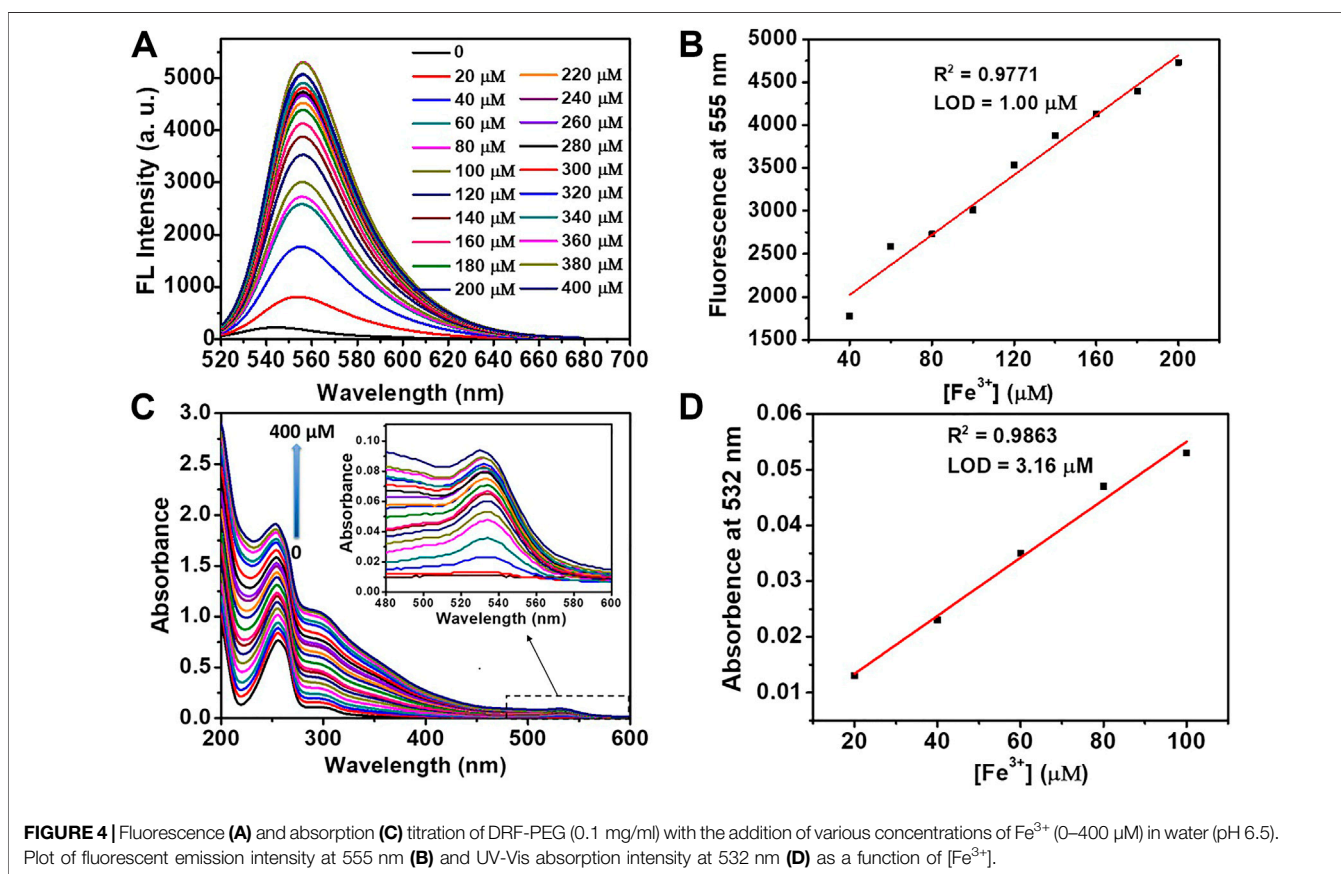 A
FL Intensity (a. u.)
5000
4000
3000
2000
1000
0
520 540 560 580 600 620 640 660 680 700
Wavelength (nm)
0
20 μM 220 μM
40 μM 240 μM
60 μM 260 μM
80 μM 280 μM
100 μM 300 μM
120 μM 320 μM
140 μM 340 μM
160 μM 360 μM
180 μM 380 μM
200 μM 400 μM
B
Fluorescence at 555 nm
5000
4500
4000
3500
3000
2500
2000
1500
R² = 0.9771
LOD = 1.00 μM
40 80 120 160 200
[Fe³⁺] (μM)
C
Absorbance
3.0
2.5
2.0
1.5
1.0
0.5
0.0
200 300 400 500 600
Wavelength (nm)
400 μM
0
Absorbance
0.10
0.08
0.06
0.04
0.02
0.00
480 500 520 540 560 580 600
Wavelength (nm)
D
Absorbence at 532 nm
0.06
0.05
0.04
0.03
0.02
0.01
R² = 0.9863
LOD = 3.16 μM
20 40 60 80 100
[Fe³⁺] (μM)
FIGURE 4 | Fluorescence (A) and absorption (C) titration of DRF-PEG (0.1 mg/ml) with the addition of various concentrations of Fe³⁺ (0–400 μM) in water (pH 6.5).
Plot of fluorescent emission intensity at 555 nm (B) and UV-Vis absorption intensity at 532 nm (D) as a function of [Fe³⁺].